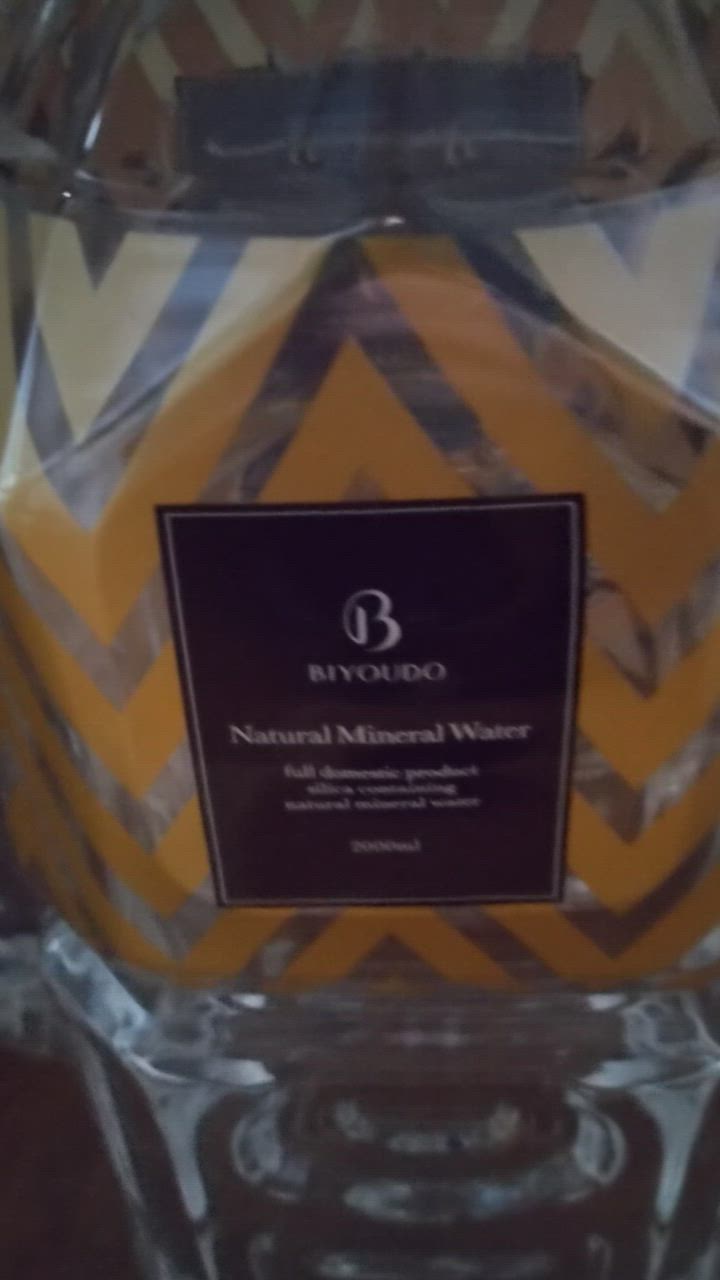 B
BIYOUDO
Natural Mineral Water
full domestic product
silica containing
natural mineral water
2000ml